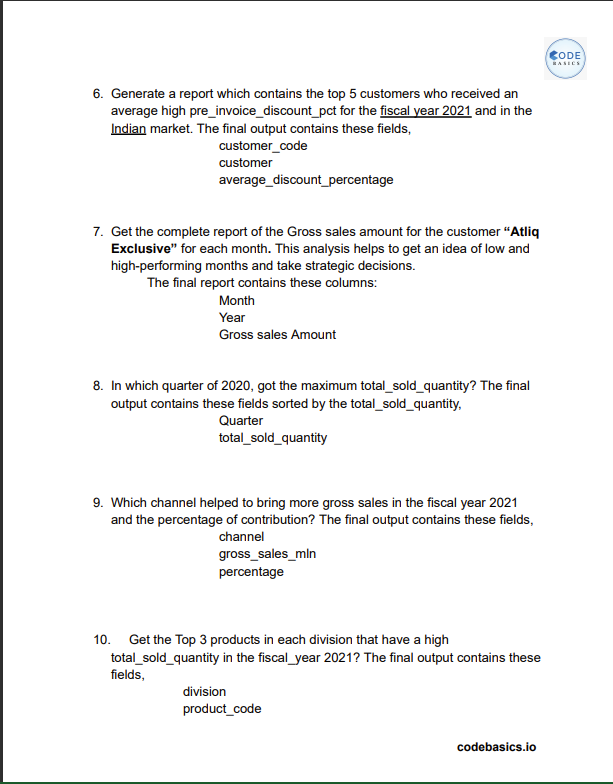 CODE
BASICS
6. Generate a report which contains the top 5 customers who received an
average high pre_invoice_discount_pct for the fiscal year 2021 and in the
Indian market. The final output contains these fields,
customer_code
customer
average_discount_percentage
7. Get the complete report of the Gross sales amount for the customer “Atliq
Exclusive” for each month. This analysis helps to get an idea of low and
high-performing months and take strategic decisions.
The final report contains these columns:
Month
Year
Gross sales Amount
8. In which quarter of 2020, got the maximum total_sold_quantity? The final
output contains these fields sorted by the total_sold_quantity,
Quarter
total_sold_quantity
9. Which channel helped to bring more gross sales in the fiscal year 2021
and the percentage of contribution? The final output contains these fields,
channel
gross_sales_mln
percentage
10. Get the Top 3 products in each division that have a high
total_sold_quantity in the fiscal_year 2021? The final output contains these
fields,
division
product_code
codebasics.io